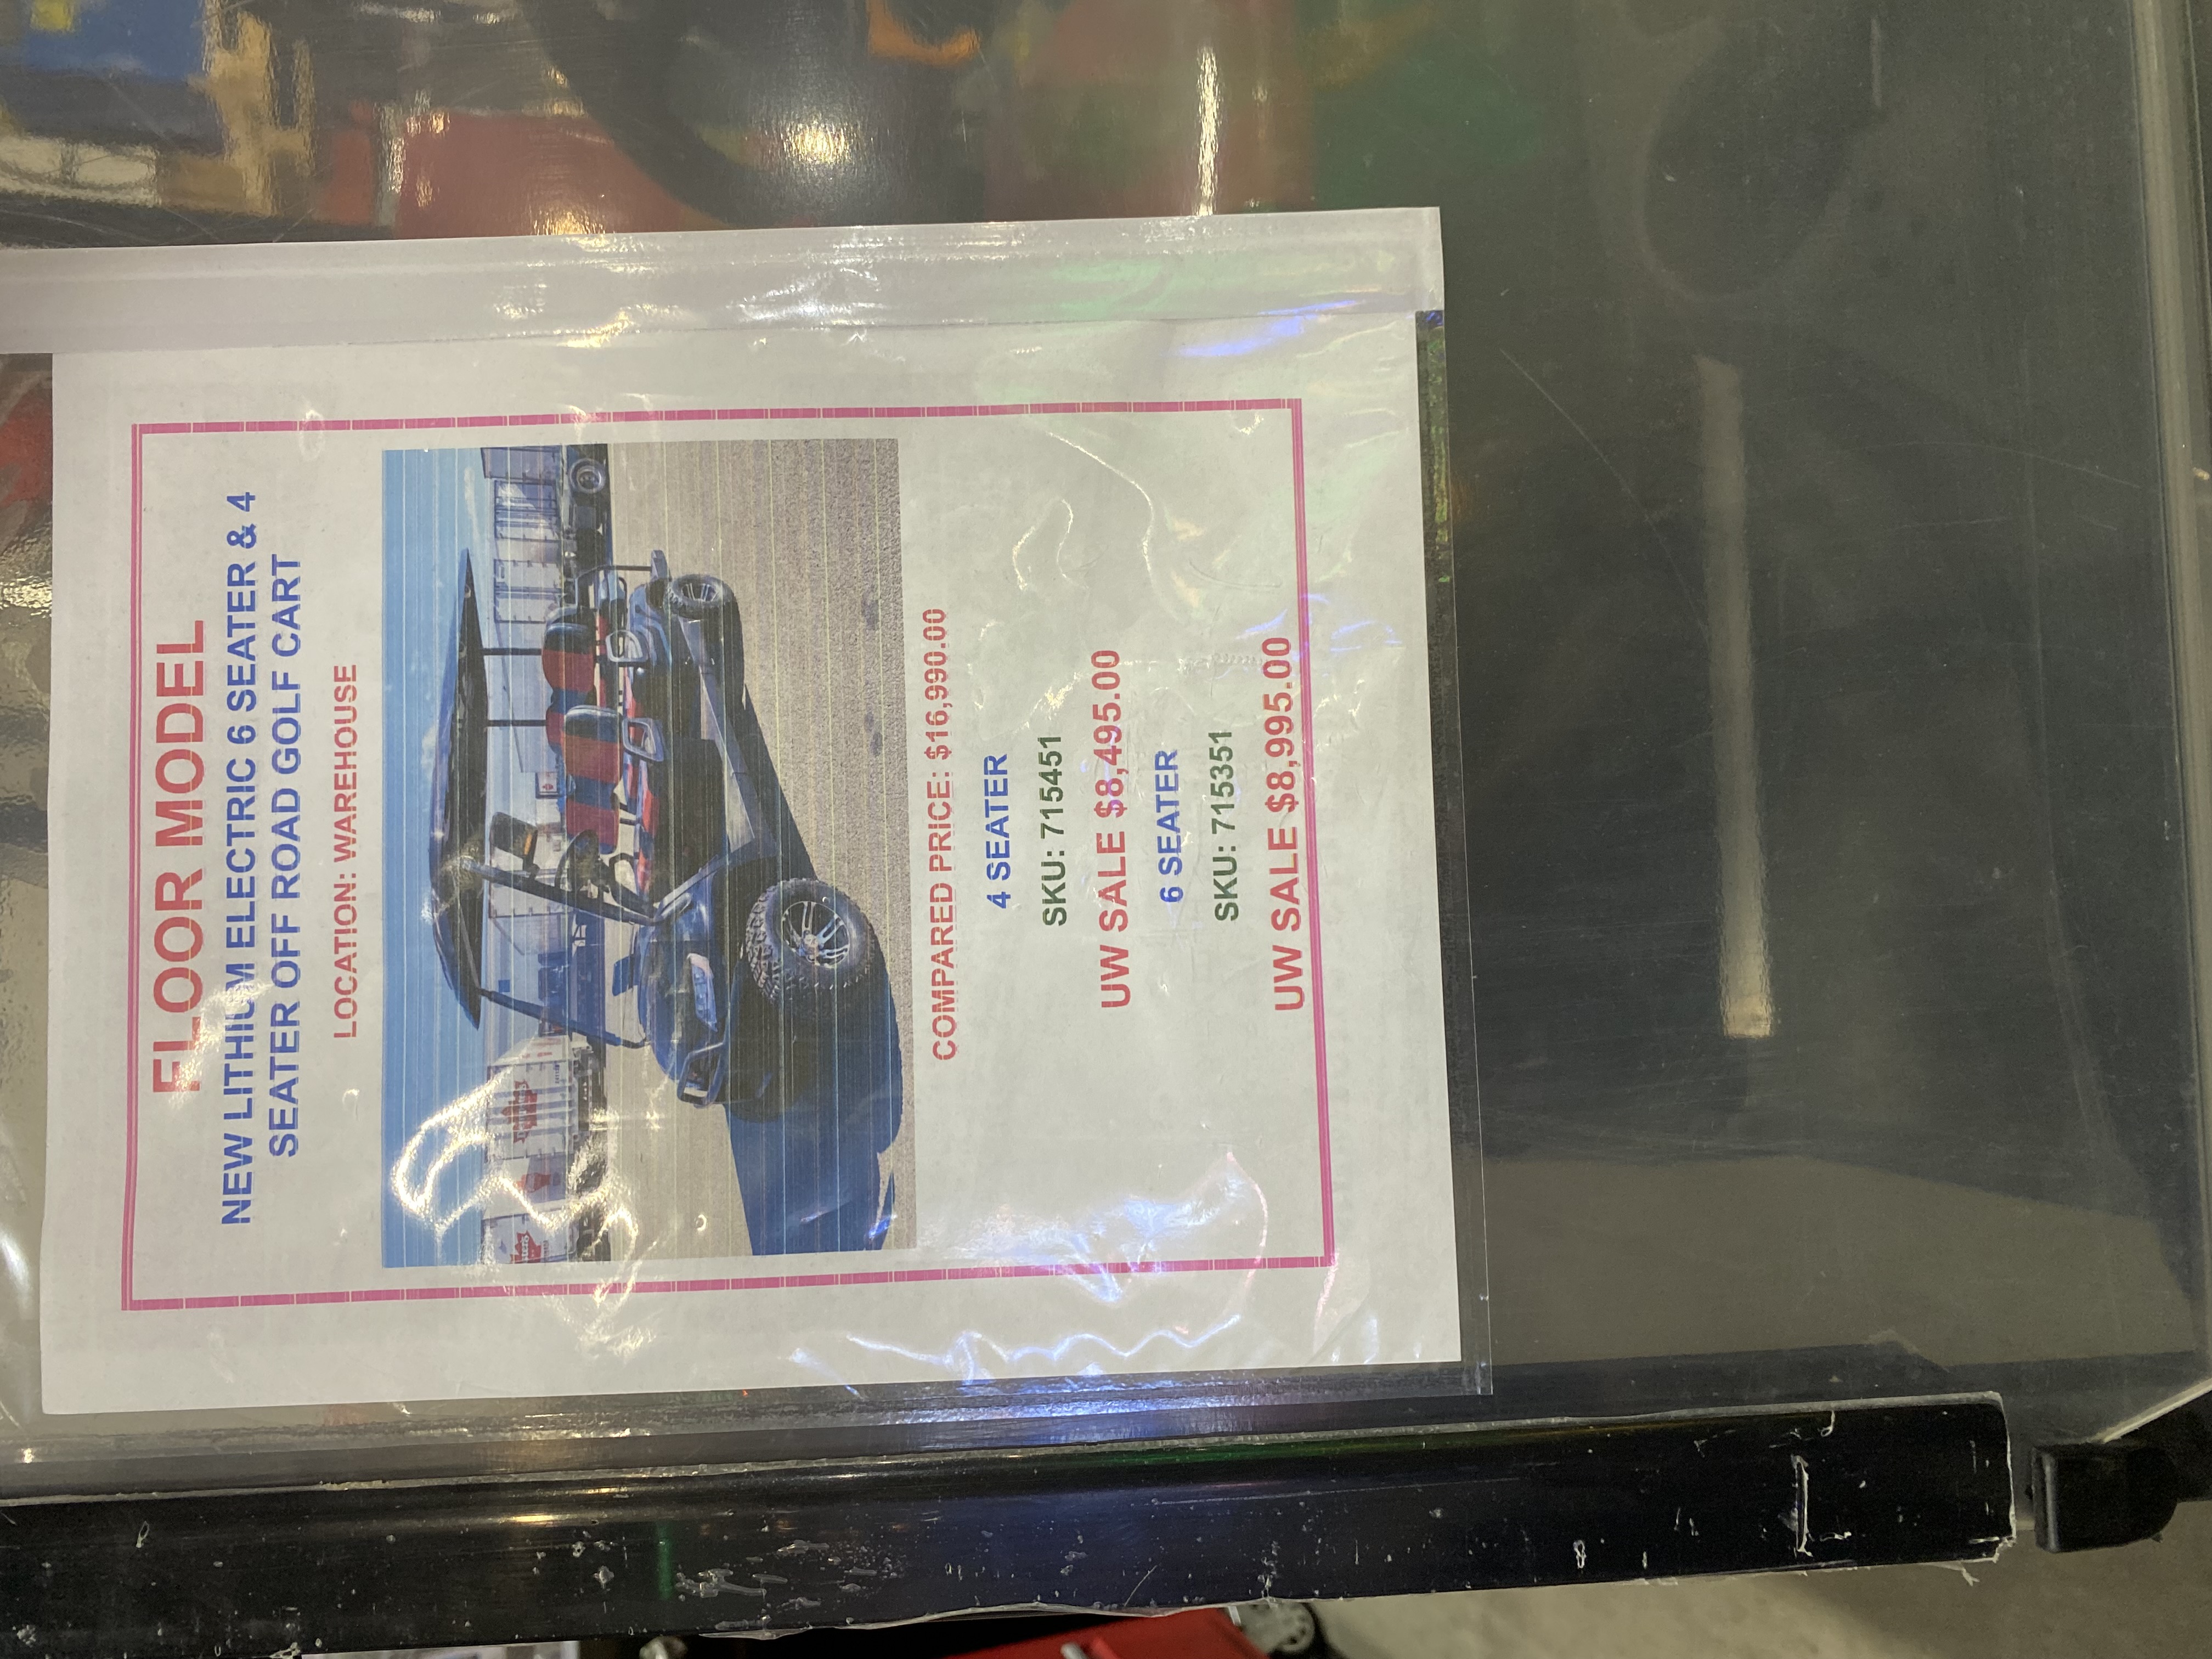 FLOOR MODEL
NEW LITHIUM ELECTRIC 6 SEATER & 4
SEATER OFF ROAD GOLF CART
LOCATION: WAREHOUSE
COMPARED PRICE: $16,990.00
4 SEATER
SKU: 715451
UW SALE $8,495.00
6 SEATER
SKU: 715351
UW SALE $8,995.00